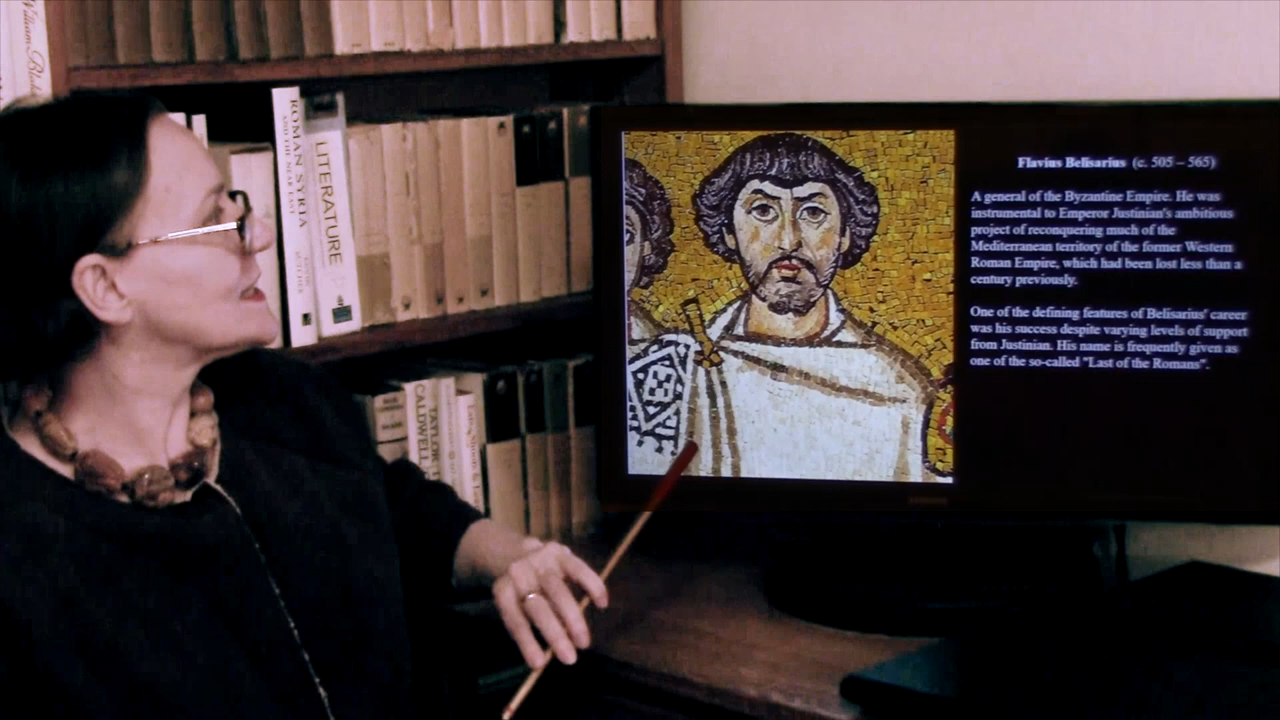 William Blake
ROMAN SYRIA
AND THE NEAR EAST
LITERATURE
TAYLOR
CALDWELL
Flavius Belisarius (c. 505 – 565)
A general of the Byzantine Empire. He was
instrumental to Emperor Justinian's ambitious
project of reconquering much of the
Mediterranean territory of the former Western
Roman Empire, which had been lost less than a
century previously.
One of the defining features of Belisarius' career
was his success despite varying levels of support
from Justinian. His name is frequently given as
one of the so-called "Last of the Romans".